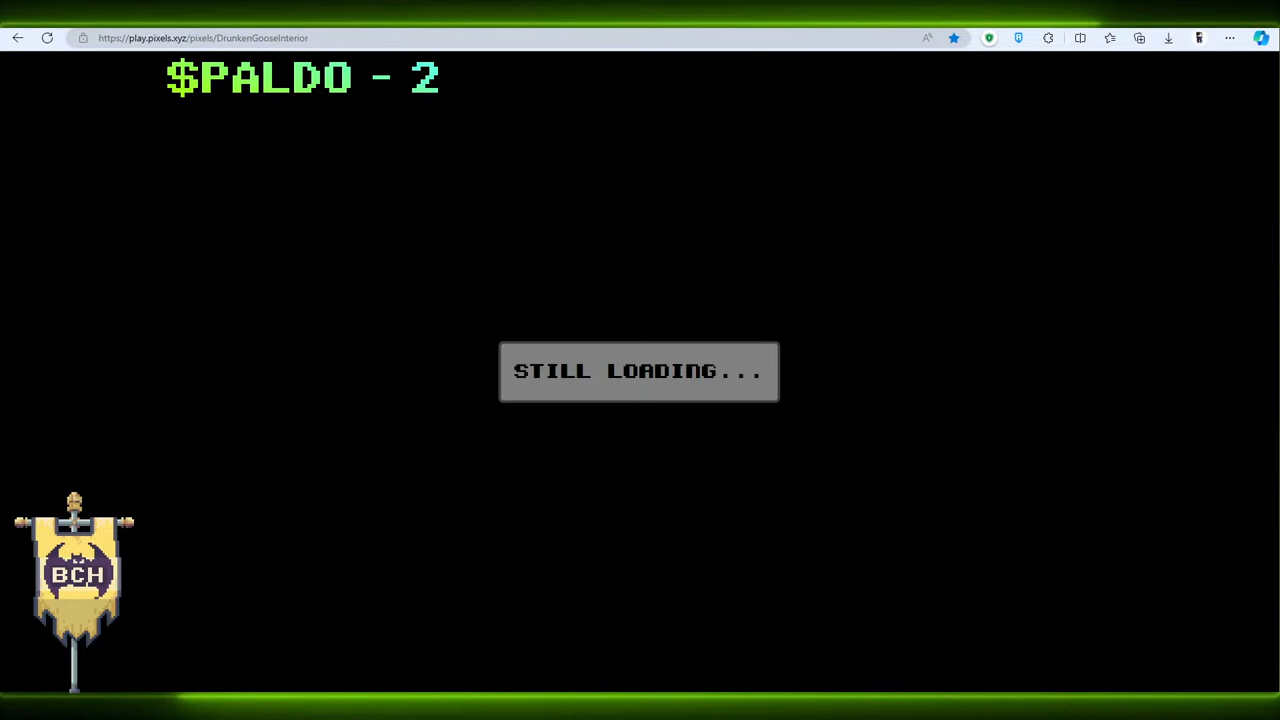 https://play.pixels.xyz/pixels/DrunkenGooseInterior
$PALDO - 2
STILL LOADING...
BCH